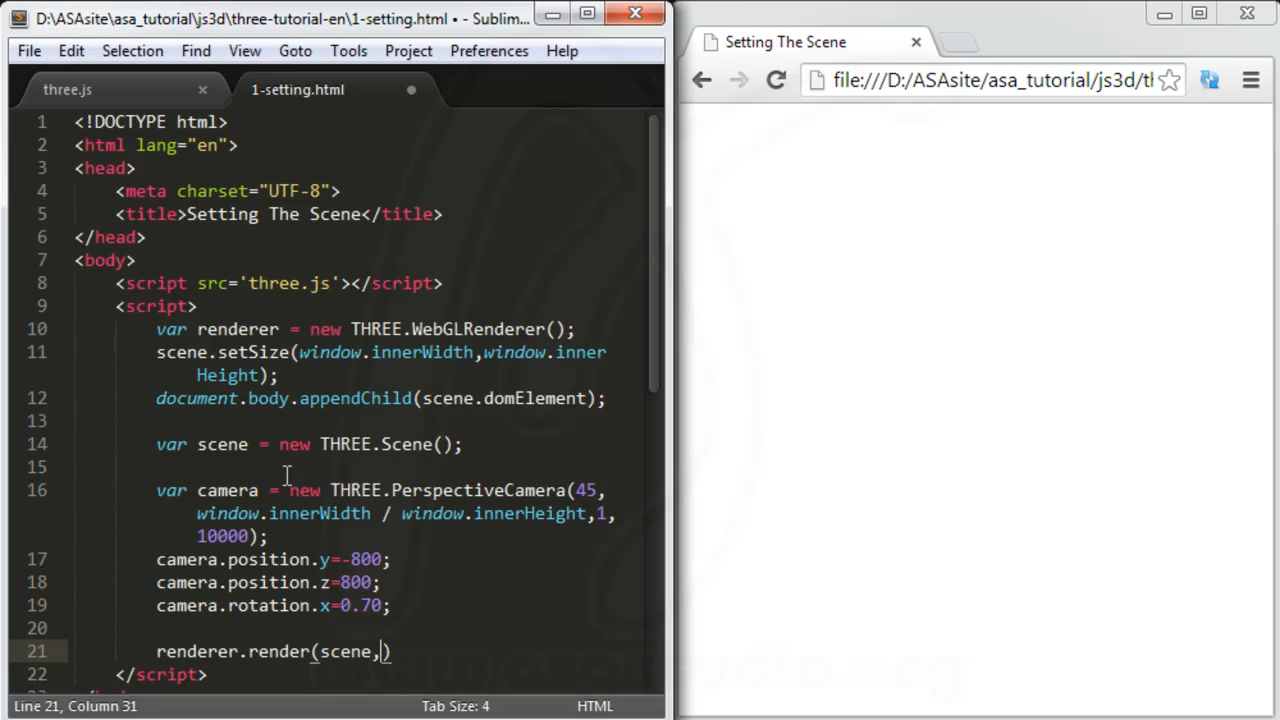 D:\ASAsite\asa_tutorial\js3d\three-tutorial-en\1-setting.html • - Sublim...
File Edit Selection Find View Goto Tools Project Preferences Help
three.js
1-setting.html
1 <!DOCTYPE html>
2 <html lang="en">
3 <head>
4 <meta charset="UTF-8">
5 <title>Setting The Scene</title>
6 </head>
7 <body>
8 <script src='three.js'></script>
9 <script>
10 var renderer = new THREE.WebGLRenderer();
11 scene.setSize(window.innerWidth,window.inner
Height);
12 document.body.appendChild(scene.domElement);
13
14 var scene = new THREE.Scene();
15
16 var camera = new THREE.PerspectiveCamera(45,
window.innerWidth / window.innerHeight,1,
10000);
17 camera.position.y=-800;
18 camera.position.z=800;
19 camera.rotation.x=0.70;
20
21 renderer.render(scene,)
22 </script>
Line 21, Column 31 Tab Size: 4 HTML
Setting The Scene
file:///D:/ASAsite/asa_tutorial/js3d/tl